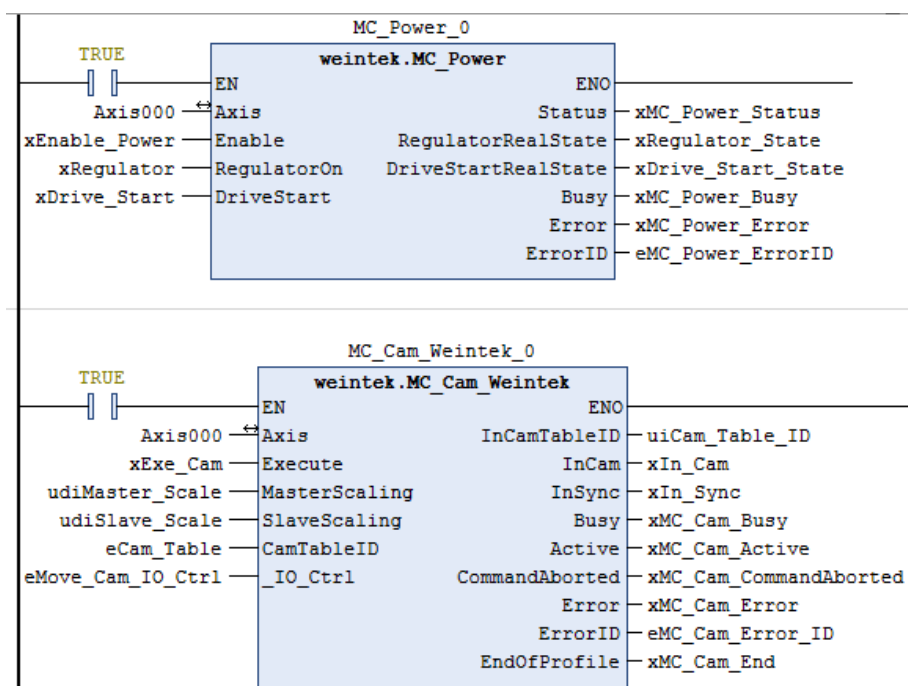 MC_Power_0
TRUE
weintek.MC_Power
EN ENO
Axis000 Axis Status xMC_Power_Status
xEnable_Power Enable RegulatorRealState xRegulator_State
xRegulator RegulatorOn DriveStartRealState xDrive_Start_State
xDrive_Start DriveStart Busy xMC_Power_Busy
Error xMC_Power_Error
ErrorID eMC_Power_ErrorID
MC_Cam_Weintek_0
TRUE
weintek.MC_Cam_Weintek
EN ENO
Axis000 Axis InCamTableID uiCam_Table_ID
xExe_Cam Execute InCam xIn_Cam
udiMaster_Scale MasterScaling InSync xIn_Sync
udiSlave_Scale SlaveScaling Busy xMC_Cam_Busy
eCam_Table CamTableID Active xMC_Cam_Active
eMove_Cam_IO_Ctrl _IO_Ctrl CommandAborted xMC_Cam_CommandAborted
Error xMC_Cam_Error
ErrorID eMC_Cam_Error_ID
EndOfProfile xMC_Cam_End